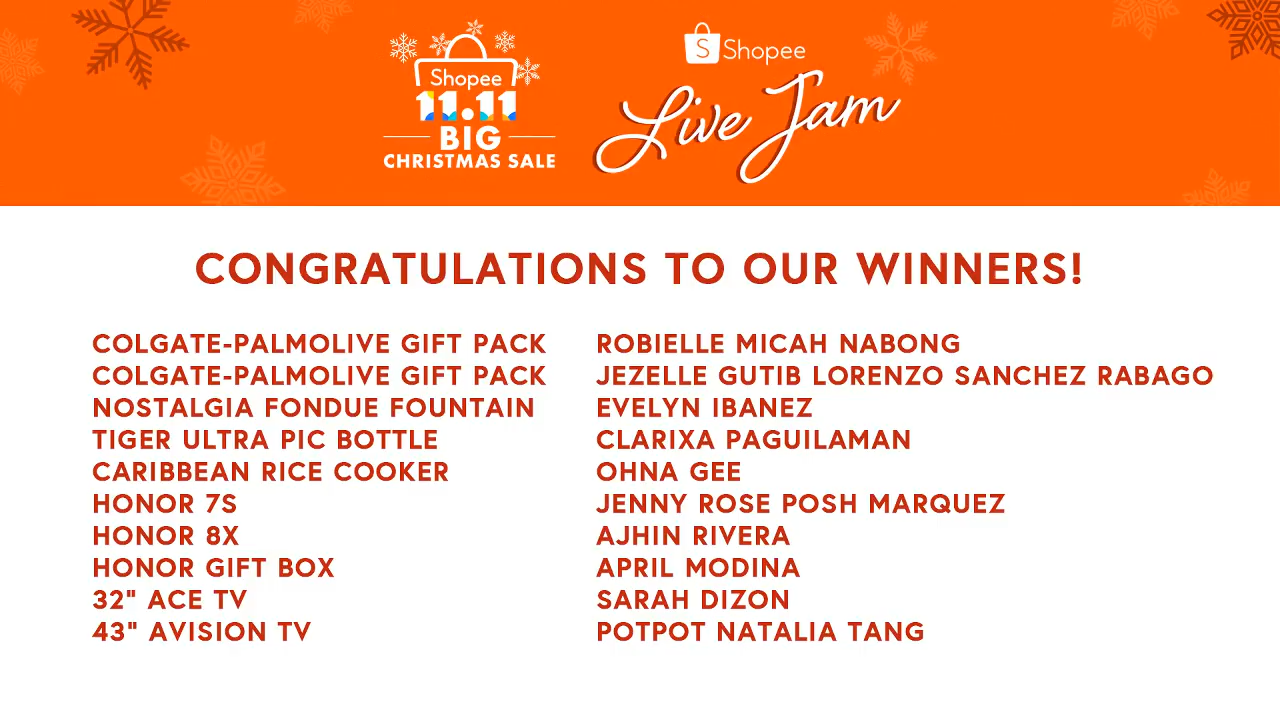 Shopee
11.11
BIG
CHRISTMAS SALE
S Shopee
Live Jam
CONGRATULATIONS TO OUR WINNERS!
COLGATE-PALMOLIVE GIFT PACK ROBIELLE MICAH NABONG
COLGATE-PALMOLIVE GIFT PACK JEZELLE GUTIB LORENZO SANCHEZ RABAGO
NOSTALGIA FONDUE FOUNTAIN EVELYN IBANEZ
TIGER ULTRA PIC BOTTLE CLARIXA PAGUILAMAN
CARIBBEAN RICE COOKER OHNA GEE
HONOR 7S JENNY ROSE POSH MARQUEZ
HONOR 8X AJHIN RIVERA
HONOR GIFT BOX APRIL MODINA
32" ACE TV SARAH DIZON
43" AVISION TV POTPOT NATALIA TANG